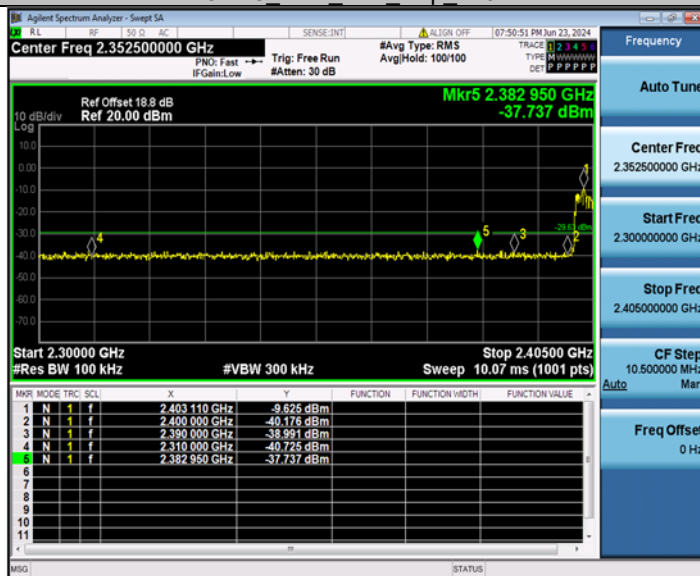 Agilent Spectrum Analyzer - Swept SA
RL RF 50 Ω AC SENSE:INT ALIGN OFF 07:50:51 PM Jun 23, 2024
Center Freq 2.352500000 GHz
PNO: Fast
IFGain:Low
Trig: Free Run
#Atten: 30 dB
#Avg Type: RMS
Avg|Hold: 100/100
TRACE 1 2 3 4 5 6
TYPE M W W W W W
DET P P P P P P
Ref Offset 18.8 dB
10 dB/div Ref 20.00 dBm
Log
Mkr5 2.382 950 GHz
-37.737 dBm
10.0
0.00
-10.0
-20.0
-30.0
-40.0
-50.0
-60.0
-70.0
1
4
5
3
2
Start 2.30000 GHz
Stop 2.40500 GHz
#Res BW 100 kHz
#VBW 300 kHz
Sweep 10.07 ms (1001 pts)
MKR MODE TRC SCL X Y FUNCTION FUNCTION WIDTH FUNCTION VALUE
1 N 1 f 2.403 110 GHz -9.625 dBm
2 N 1 f 2.400 000 GHz -40.176 dBm
3 N 1 f 2.390 000 GHz -38.991 dBm
4 N 1 f 2.310 000 GHz -40.725 dBm
5 N 1 f 2.382 950 GHz -37.737 dBm
6
7
8
9
10
11
MSG
STATUS
Frequency
Auto Tune
Center Freq
2.352500000 GHz
Start Freq
2.300000000 GHz
Stop Freq
2.405000000 GHz
CF Step
10.500000 MHz
Auto Man
Freq Offset
0 Hz